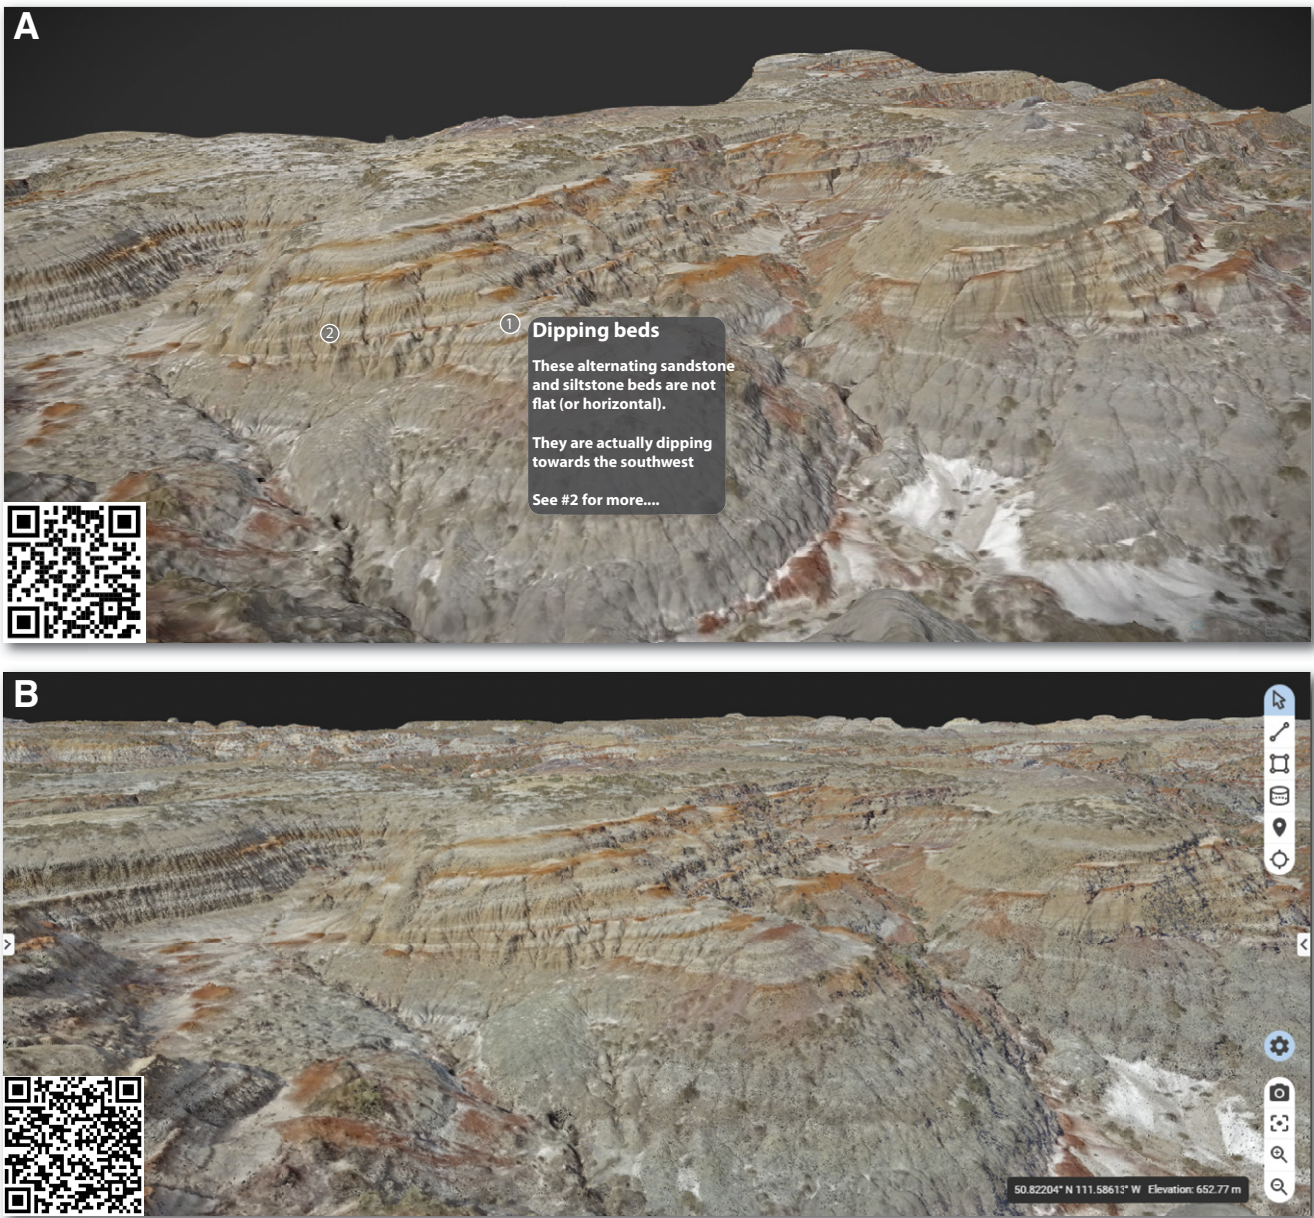 A
2
1
Dipping beds
These alternating sandstone
and siltstone beds are not
flat (or horizontal).
They are actually dipping
towards the southwest
See #2 for more....
B
50.82204° N 111.58613° W Elevation: 652.77 m